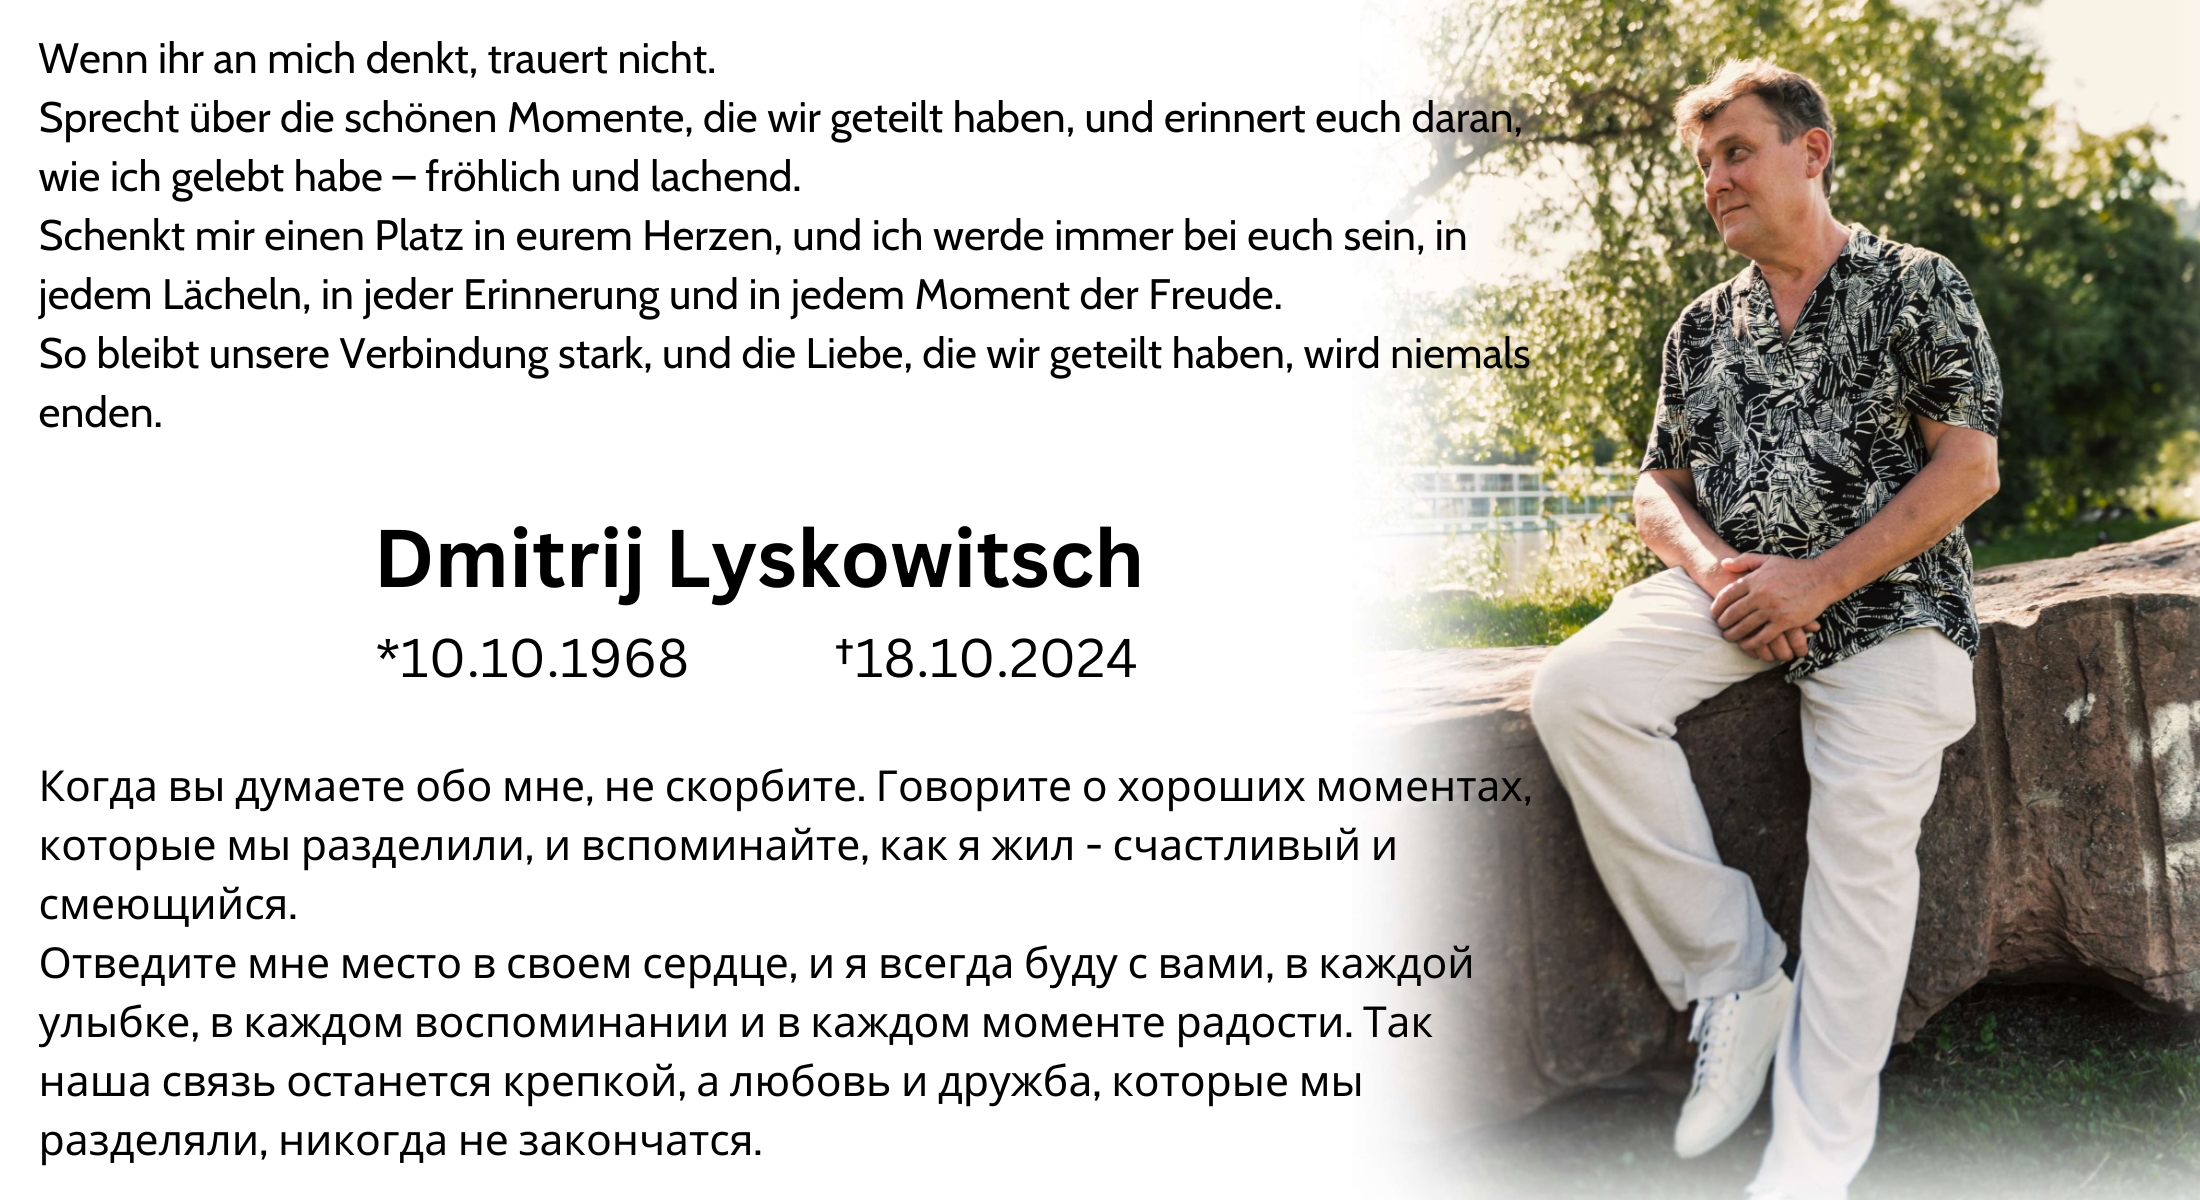 Wenn ihr an mich denkt, trauert nicht.
Sprecht über die schönen Momente, die wir geteilt haben, und erinnert euch daran,
wie ich gelebt habe – fröhlich und lachend.
Schenkt mir einen Platz in eurem Herzen, und ich werde immer bei euch sein, in
jedem Lächeln, in jeder Erinnerung und in jedem Moment der Freude.
So bleibt unsere Verbindung stark, und die Liebe, die wir geteilt haben, wird niemals
enden.
Dmitrij Lyskowitsch
*10.10.1968 †18.10.2024
Когда вы думаете обо мне, не скорбите. Говорите о хороших моментах,
которые мы разделили, и вспоминайте, как я жил - счастливый и
смеющийся.
Отведите мне место в своем сердце, и я всегда буду с вами, в каждой
улыбке, в каждом воспоминании и в каждом моменте радости. Так
наша связь останется крепкой, а любовь и дружба, которые мы
разделяли, никогда не закончатся.